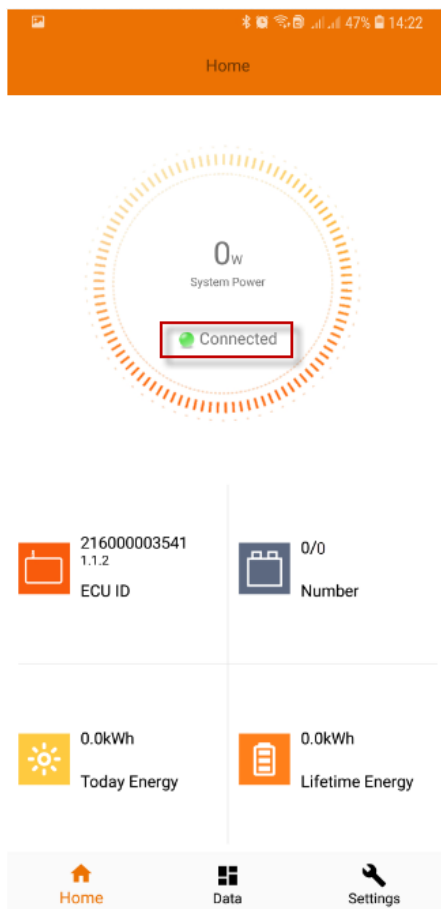 47% 14:22
Home
0W
System Power
Connected
216000003541
1.1.2
ECU ID
0/0
Number
0.0kWh
Today Energy
0.0kWh
Lifetime Energy
Home Data Settings